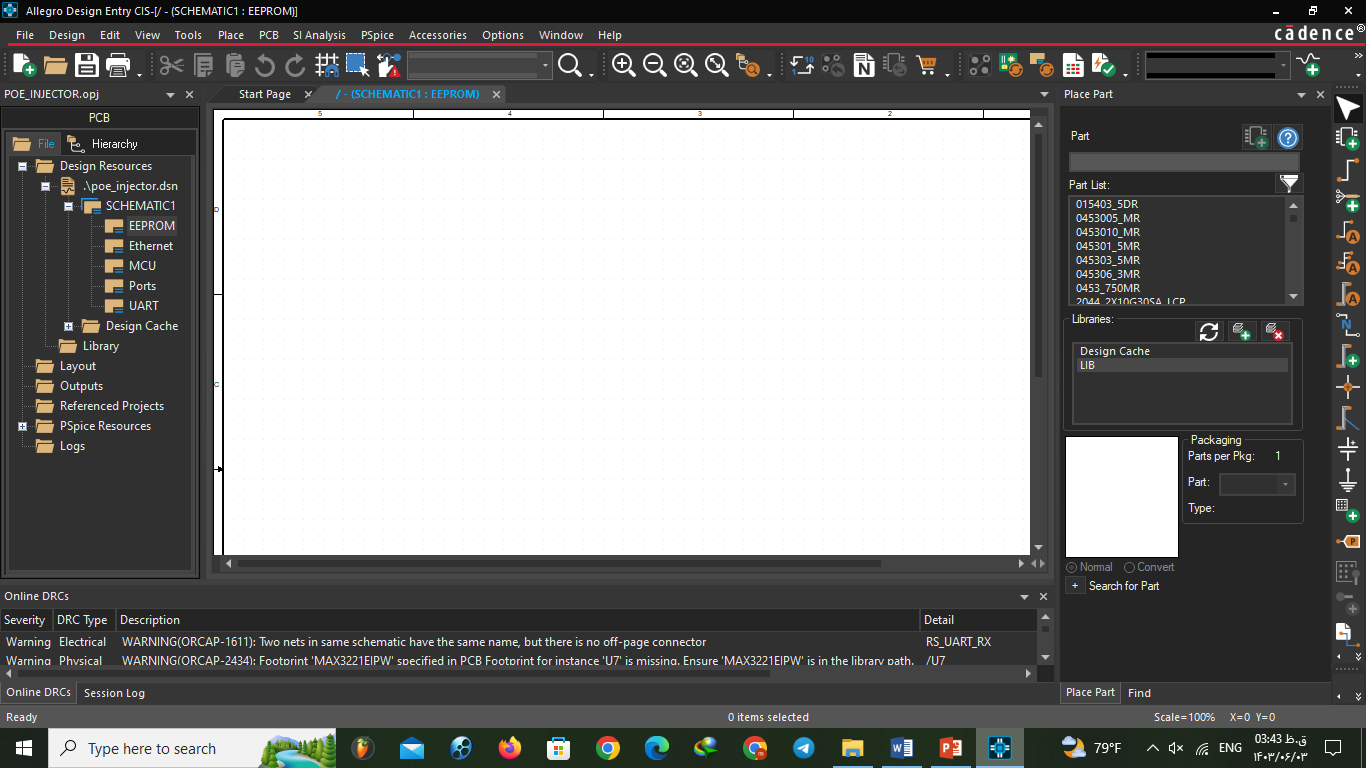 Allegro Design Entry CIS-[/ - (SCHEMATIC1 : EEPROM)]
File Design Edit View Tools Place PCB SI Analysis PSpice Accessories Options Window Help
cādence®
POE_INJECTOR.opj
Start Page
/ - (SCHEMATIC1 : EEPROM)
PCB
File Hierarchy
Design Resources
.\poe_injector.dsn
SCHEMATIC1
EEPROM
Ethernet
MCU
Ports
UART
Design Cache
Library
Layout
Outputs
Referenced Projects
PSpice Resources
Logs
5 4 3 2
D
C
Place Part
Part
Part List:
015403_5DR
0453005_MR
0453010_MR
045301_5MR
045303_5MR
045306_3MR
0453_750MR
2044_2X10G30SA_LCP
Libraries:
Design Cache
LIB
Packaging
Parts per Pkg: 1
Part:
Type:
Normal Convert
+ Search for Part
Online DRCs
Severity DRC Type Description Detail
Warning Electrical WARNING(ORCAP-1611): Two nets in same schematic have the same name, but there is no off-page connector RS_UART_RX
Warning Physical WARNING(ORCAP-2434): Footprint 'MAX3221EIPW' specified in PCB Footprint for instance 'U7' is missing. Ensure 'MAX3221EIPW' is in the library path. /U7
Online DRCs Session Log
Place Part Find
Ready 0 items selected Scale=100% X=0 Y=0
Type here to search
79°F
ENG
03:43 ق.ظ
۱۴۰۳/۰۶/۰۳